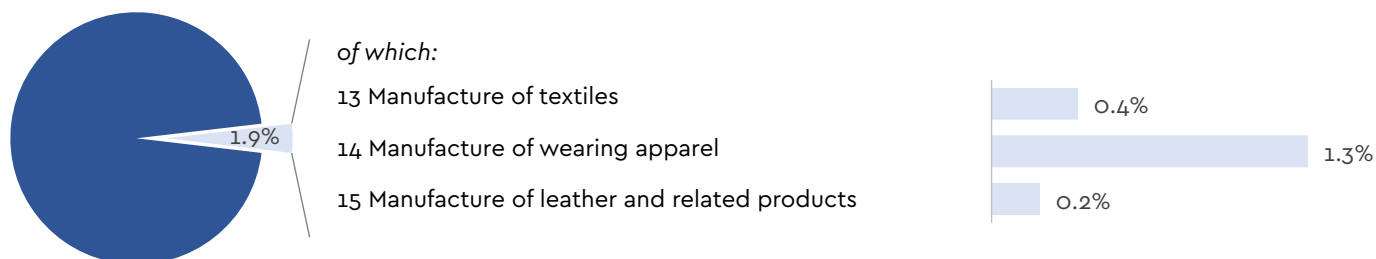 of which:
13 Manufacture of textiles
0.4%
1.9%
14 Manufacture of wearing apparel
1.3%
15 Manufacture of leather and related products
0.2%